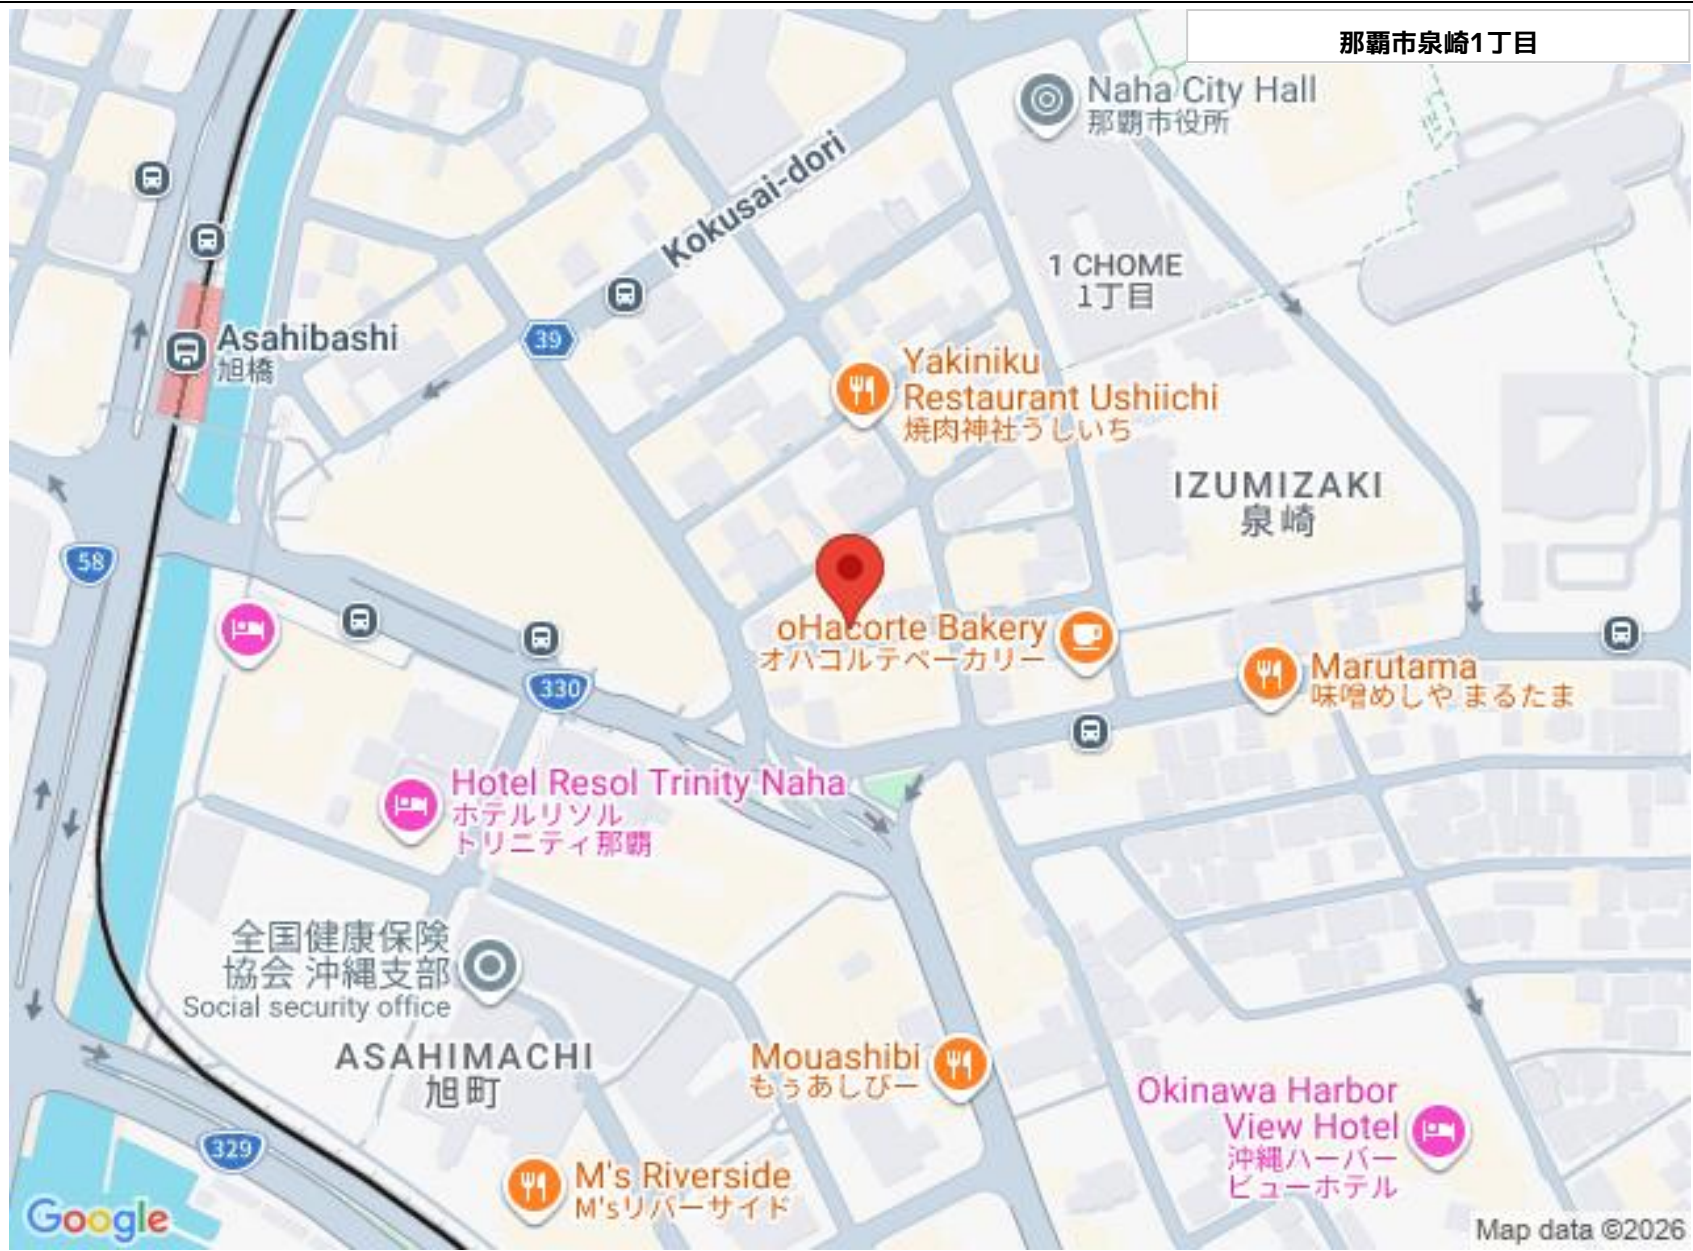 那覇市泉崎1丁目
Naha City Hall
那覇市役所
Kokusai-dori
1 CHOME
1丁目
Asahibashi
旭橋
39
Yakiniku
Restaurant Ushiichi
焼肉神社うしいち
IZUMIZAKI
泉崎
58
oHacorte Bakery
オハコルテベーカリー
Marutama
味噌めしや まるたま
330
Hotel Resol Trinity Naha
ホテルリソル
トリニティ那覇
全国健康保険
協会 沖縄支部
Social security office
ASAHIMACHI
旭町
Mouashibi
もぅあしびー
Okinawa Harbor
View Hotel
沖縄ハーバー
ビューホテル
329
M's Riverside
M'sリバーサイド
Google
Map data ©2026